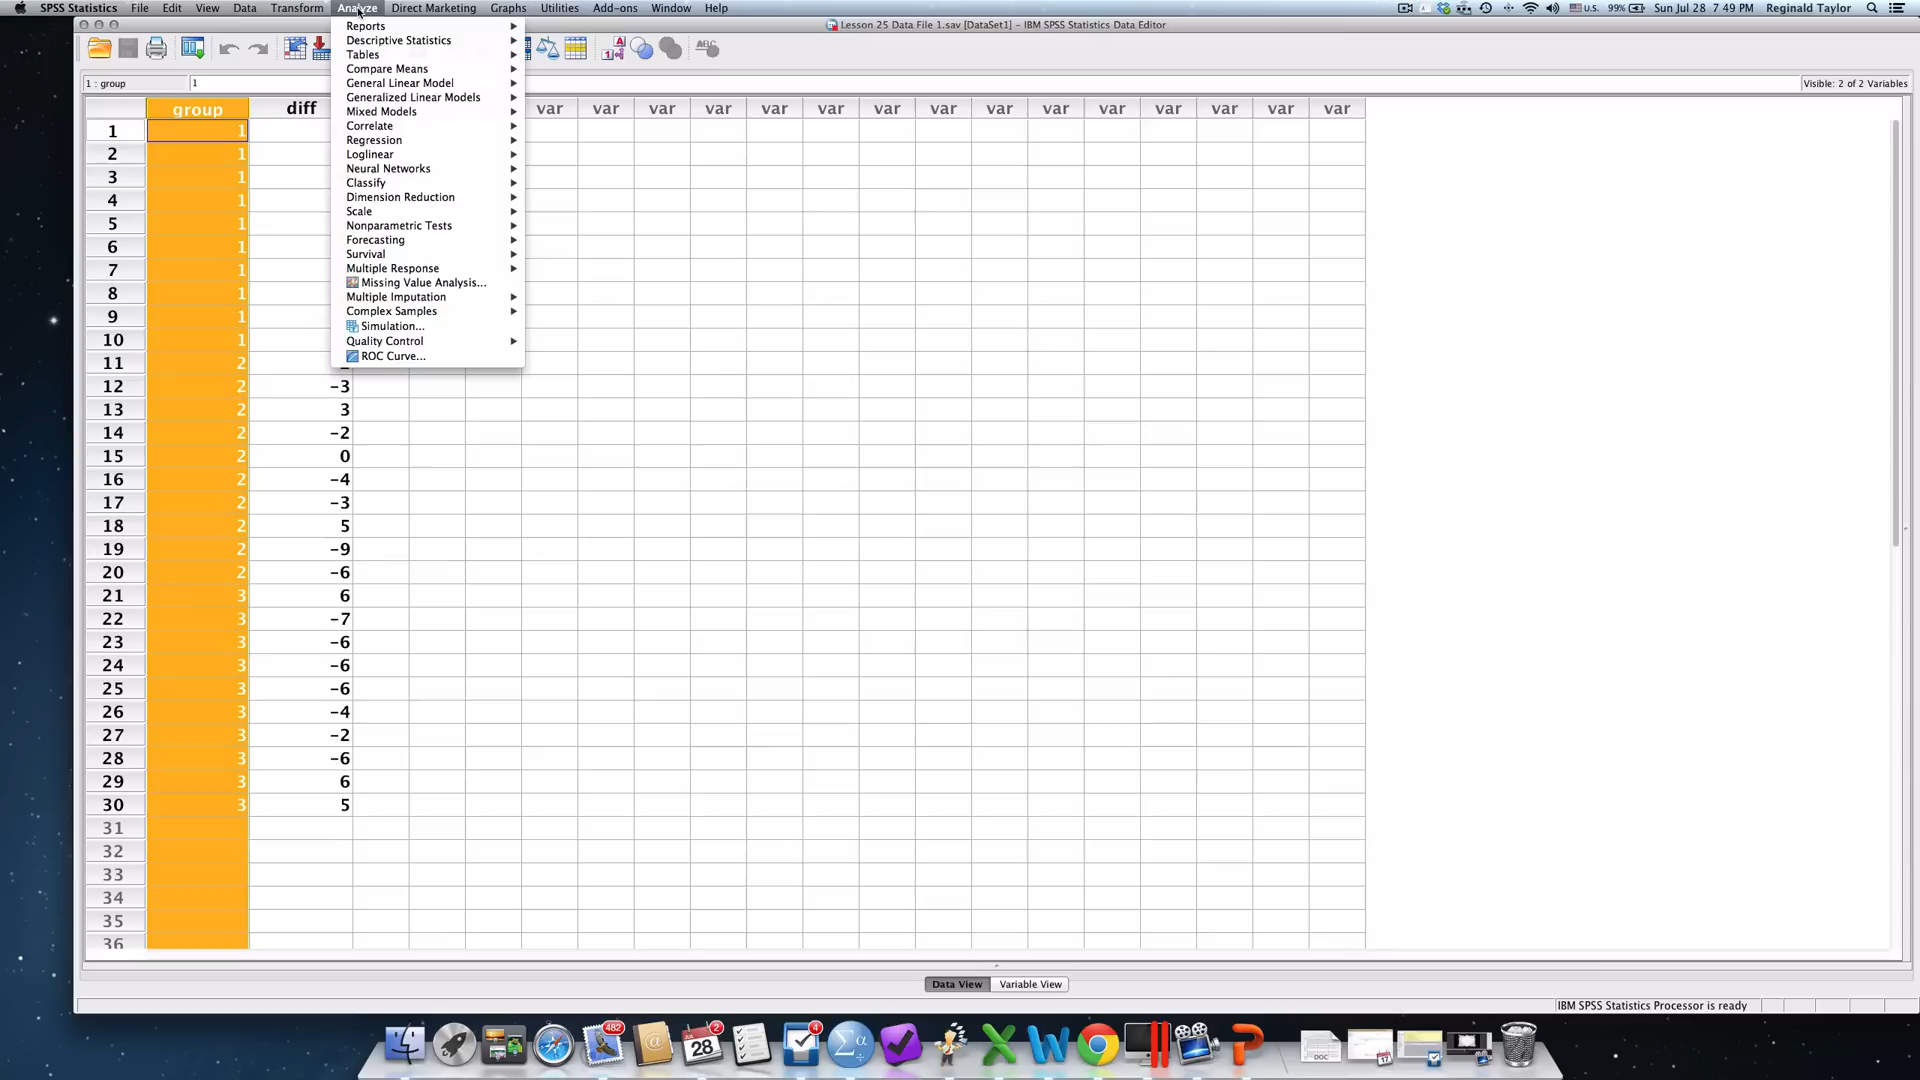 SPSS Statistics File Edit View Data Transform Analyze Direct Marketing Graphs Utilities Add-ons Window Help U.S. 99% Sun Jul 28 7:49 PM Reginald Taylor
Lesson 25 Data File 1.sav [DataSet1] - IBM SPSS Statistics Data Editor
Reports
Descriptive Statistics
Tables
Compare Means
General Linear Model
Generalized Linear Models
Mixed Models
Correlate
Regression
Loglinear
Neural Networks
Classify
Dimension Reduction
Scale
Nonparametric Tests
Forecasting
Survival
Multiple Response
Missing Value Analysis...
Multiple Imputation
Complex Samples
Simulation...
Quality Control
ROC Curve...
A ABC
1 : group 1 Visible: 2 of 2 Variables
group diff var var var var var var var var var var var var var var var
1 1
2 1
3 1
4 1
5 1
6 1
7 1
8 1
9 1
10 1
11 2
12 2 -3
13 2 3
14 2 -2
15 2 0
16 2 -4
17 2 -3
18 2 5
19 2 -9
20 2 -6
21 3 6
22 3 -7
23 3 -6
24 3 -6
25 3 -6
26 3 -4
27 3 -2
28 3 -6
29 3 6
30 3 5
31
32
33
34
35
36
Data View Variable View
IBM SPSS Statistics Processor is ready
482 2 4
28
DOC 17